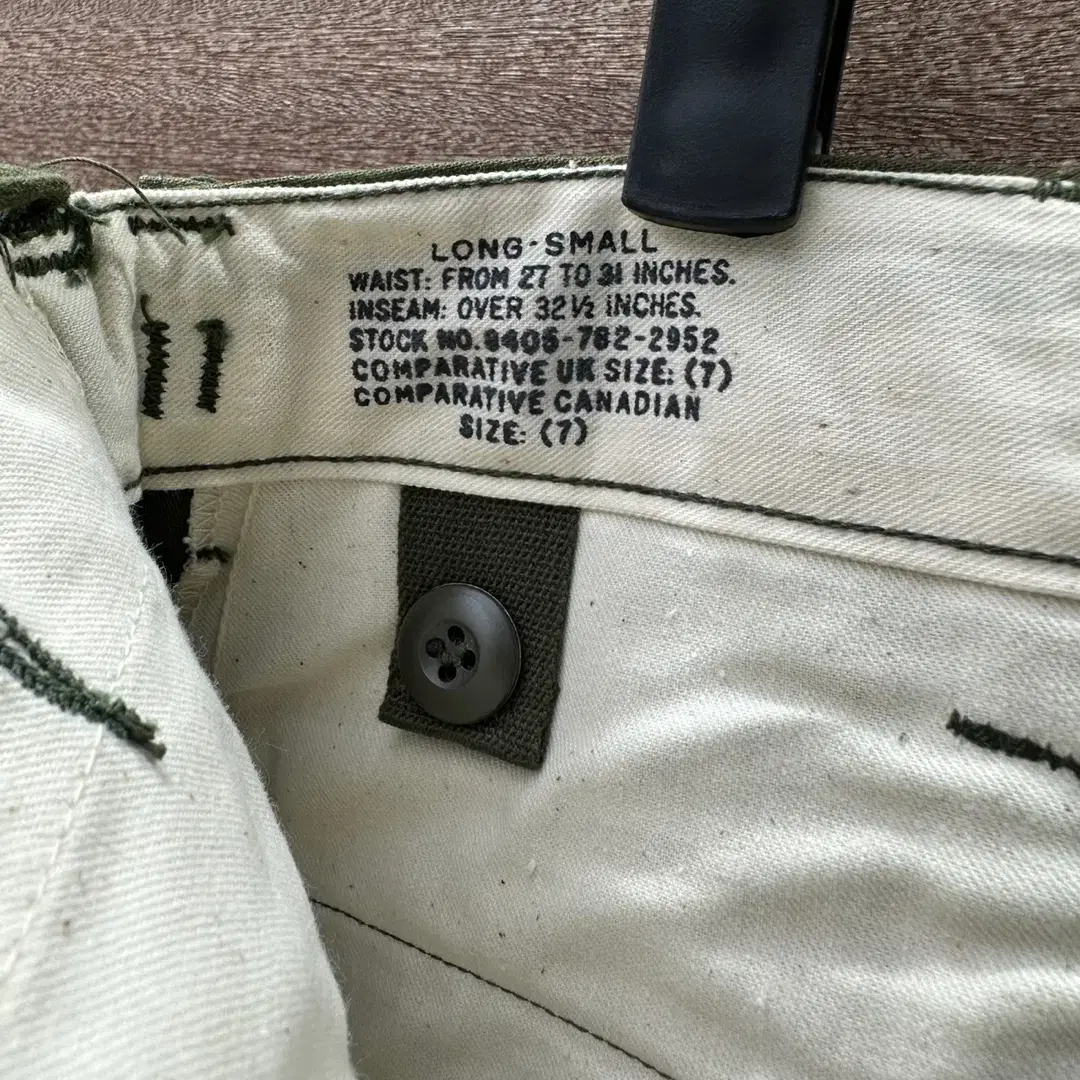 LONG-SMALL
WAIST: FROM 27 TO 31 INCHES.
INSEAM: OVER 32½ INCHES.
STOCK NO. 8405-782-2952
COMPARATIVE UK SIZE: (7)
COMPARATIVE CANADIAN
SIZE: (7)